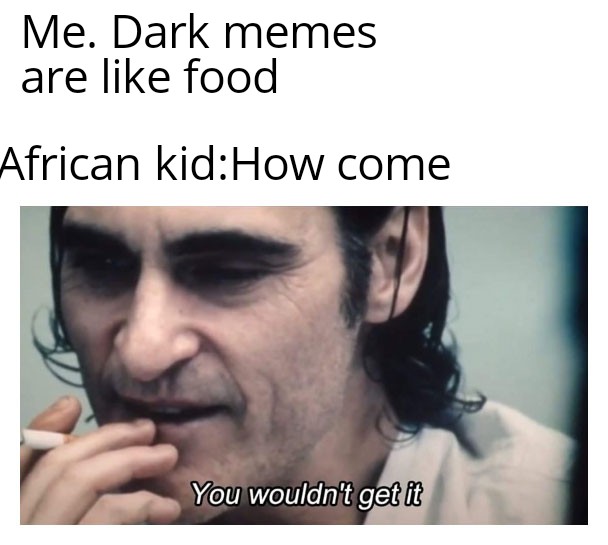 Me. Dark memes
are like food
African kid:How come
You wouldn't get it